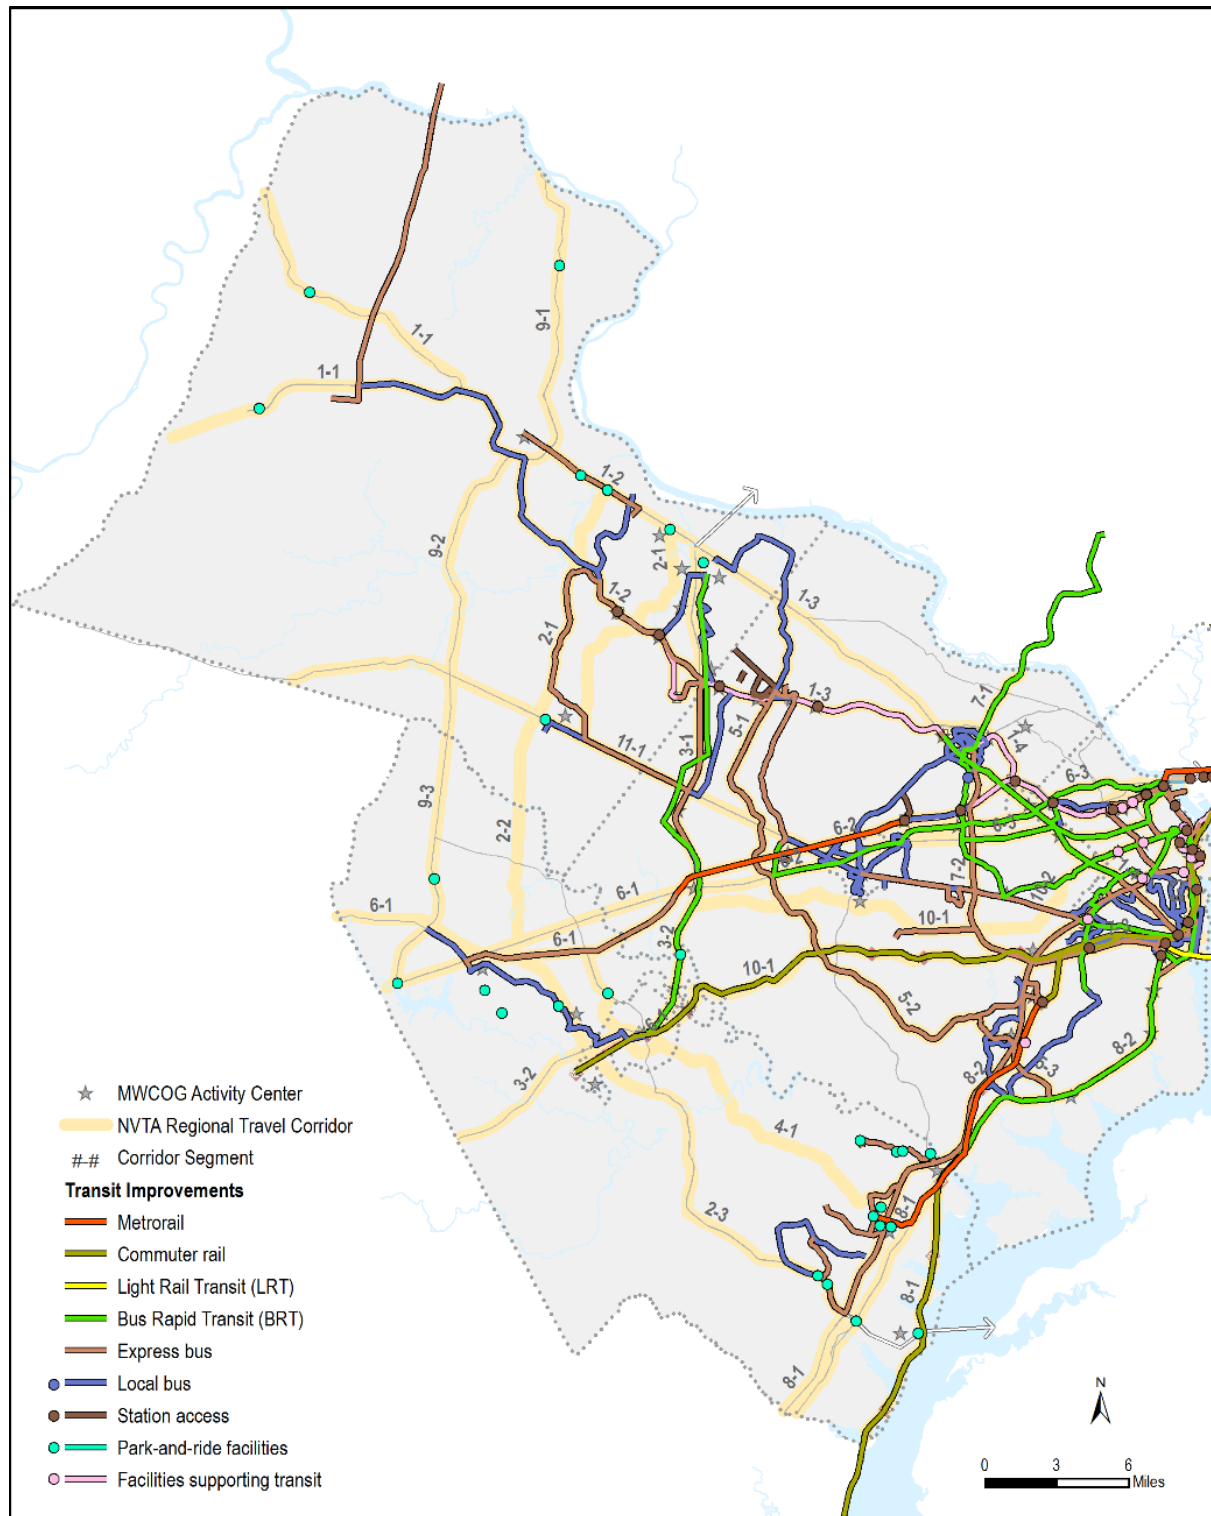 9-1
1-1
1-1
1-2
9-2
2-1
1-2
1-3
2-1
7-1
1-3
5-1
1-4
11-1
3-1
6-3
9-3
2-2
6-2
6-3
7-2
10-2
6-1
6-1
10-1
3-2
10-1
5-2
8-2
8-2
3-2
4-1
2-3
8-1
8-1
8-1
MWCOG Activity Center
NVTA Regional Travel Corridor
#-# Corridor Segment
Transit Improvements
Metrorail
Commuter rail
Light Rail Transit (LRT)
Bus Rapid Transit (BRT)
Express bus
Local bus
Station access
Park-and-ride facilities
Facilities supporting transit
N
0 3 6
Miles